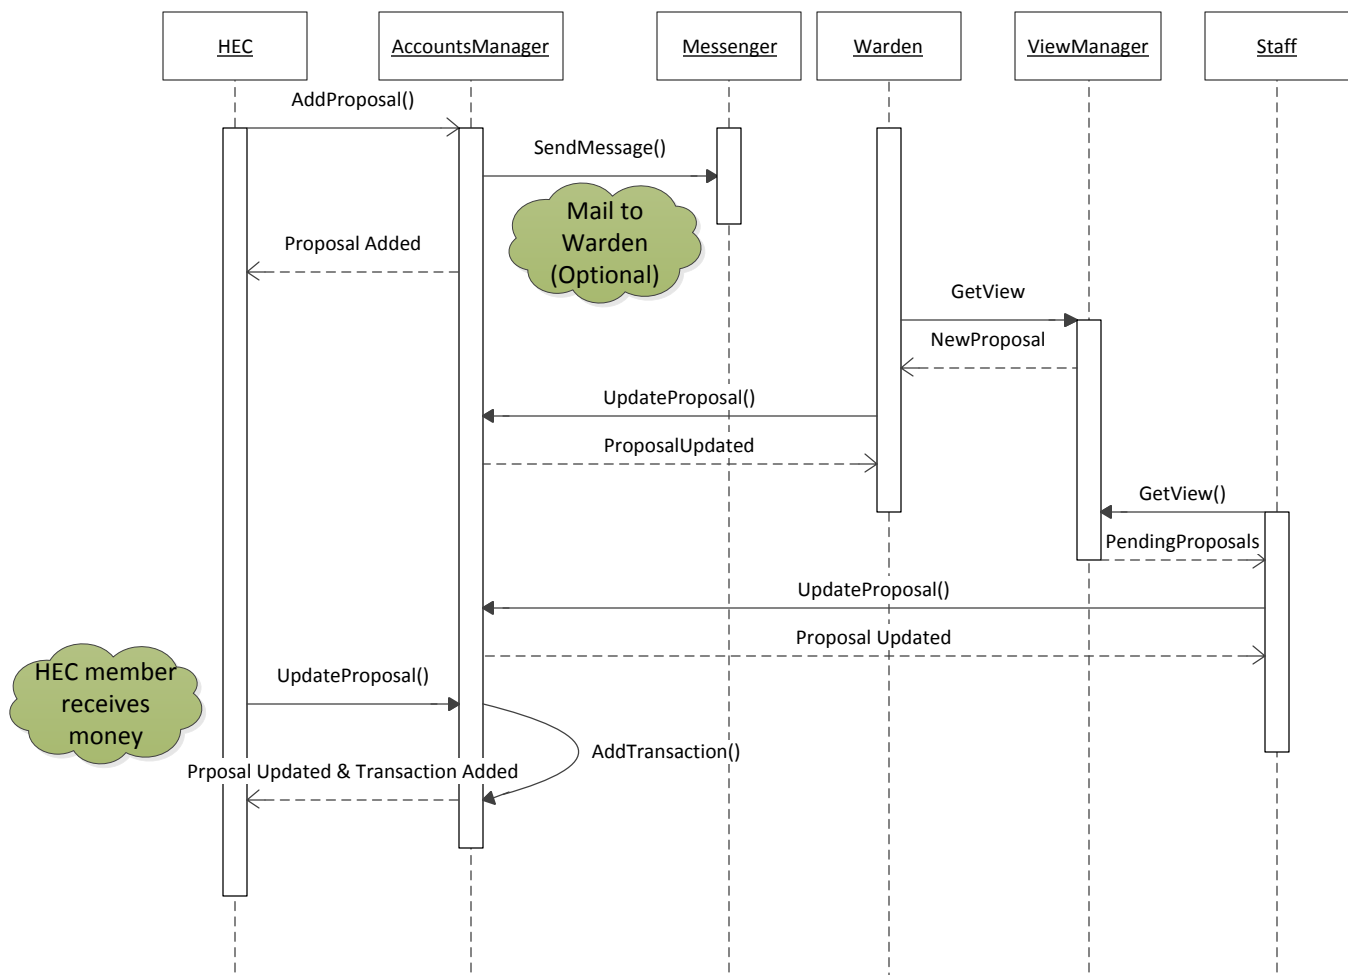 HEC
AccountsManager
Messenger
Warden
ViewManager
Staff
AddProposal()
SendMessage()
Mail to
Warden
(Optional)
Proposal Added
GetView
NewProposal
UpdateProposal()
ProposalUpdated
GetView()
PendingProposals
UpdateProposal()
Proposal Updated
HEC member
receives
money
UpdateProposal()
AddTransaction()
Prposal Updated & Transaction Added